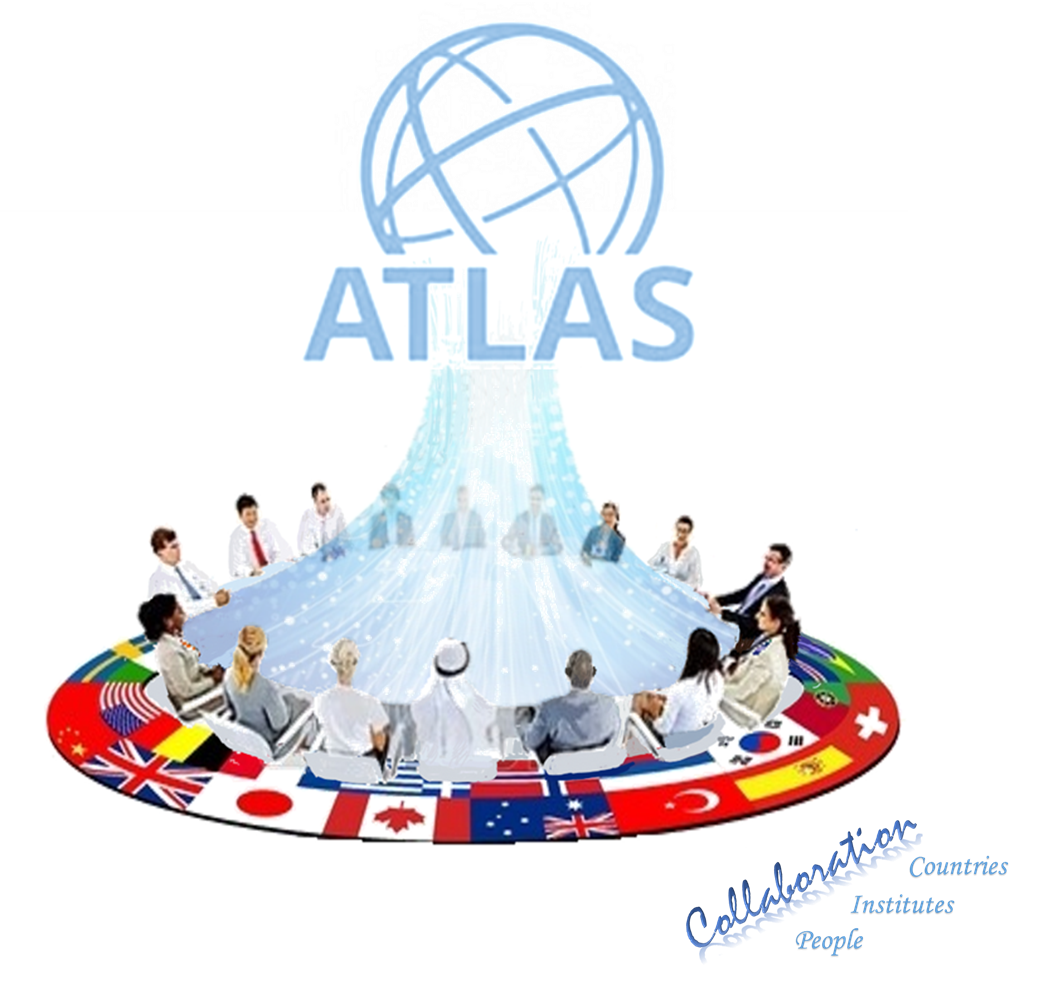 ATLAS
Collaboration
Countries
Institutes
People